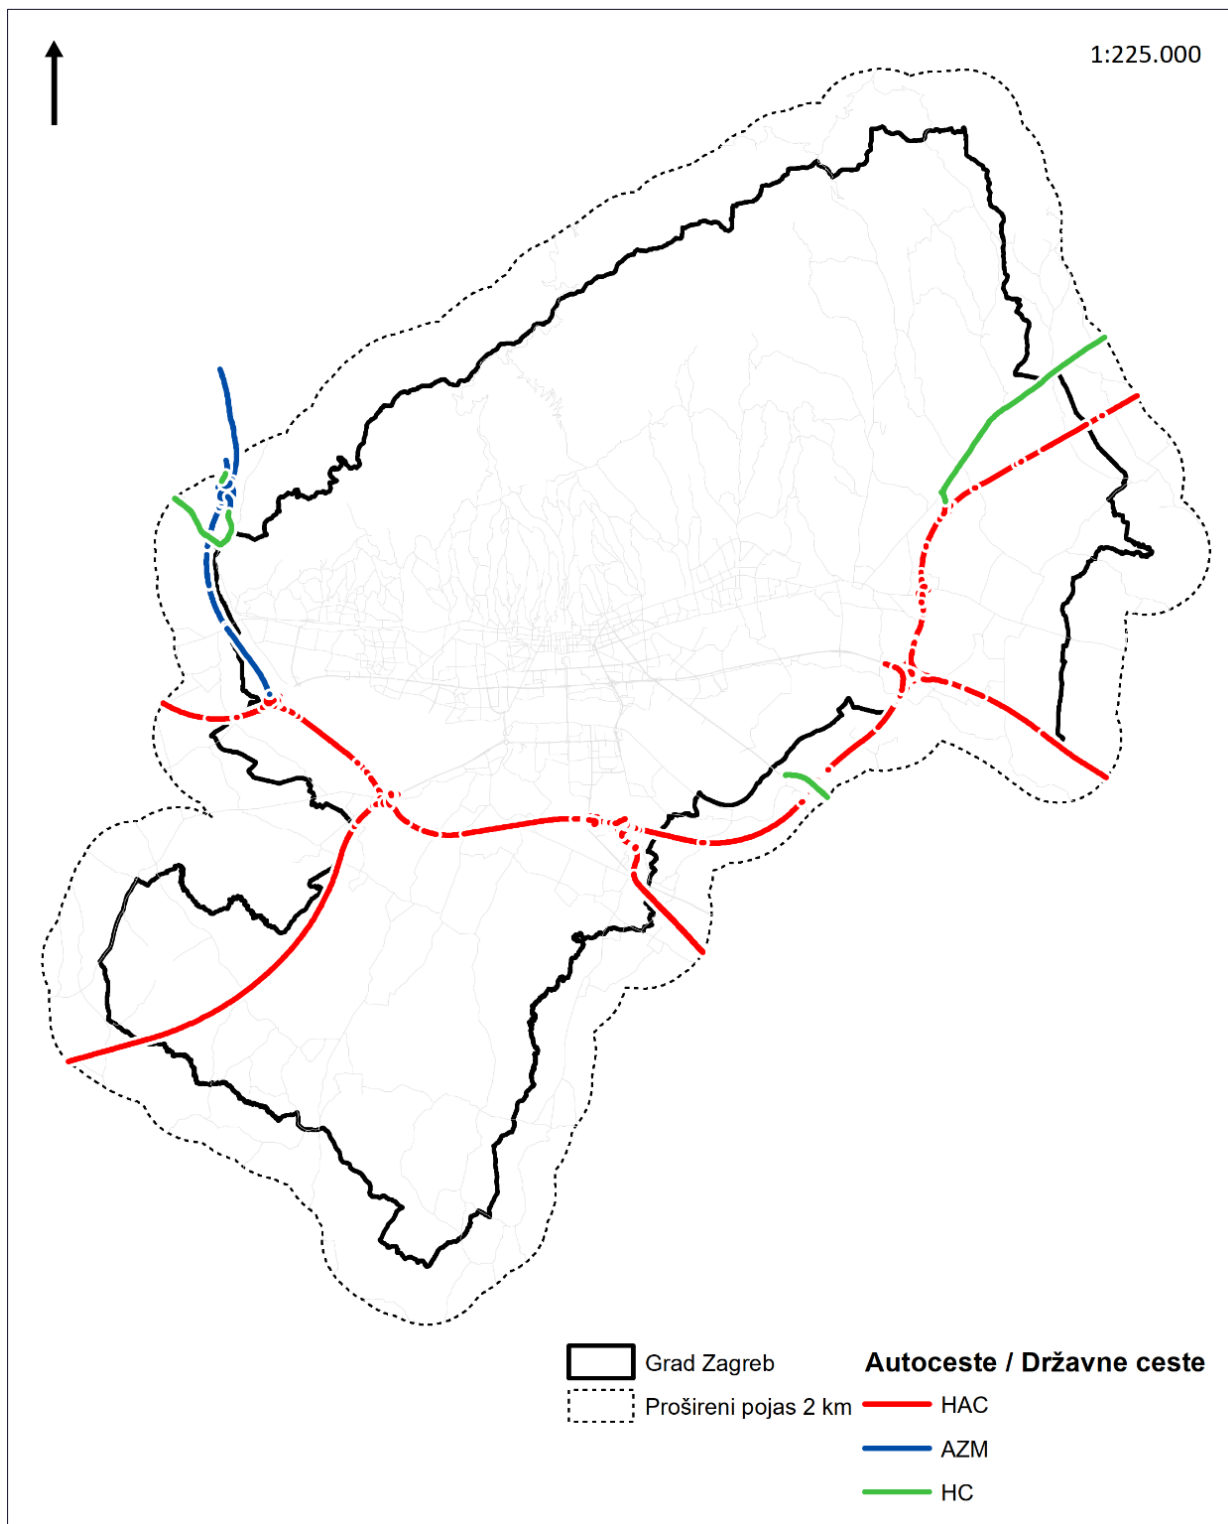 1:225.000
Grad Zagreb
Prošireni pojas 2 km
Autoceste / Državne ceste
HAC
AZM
HC